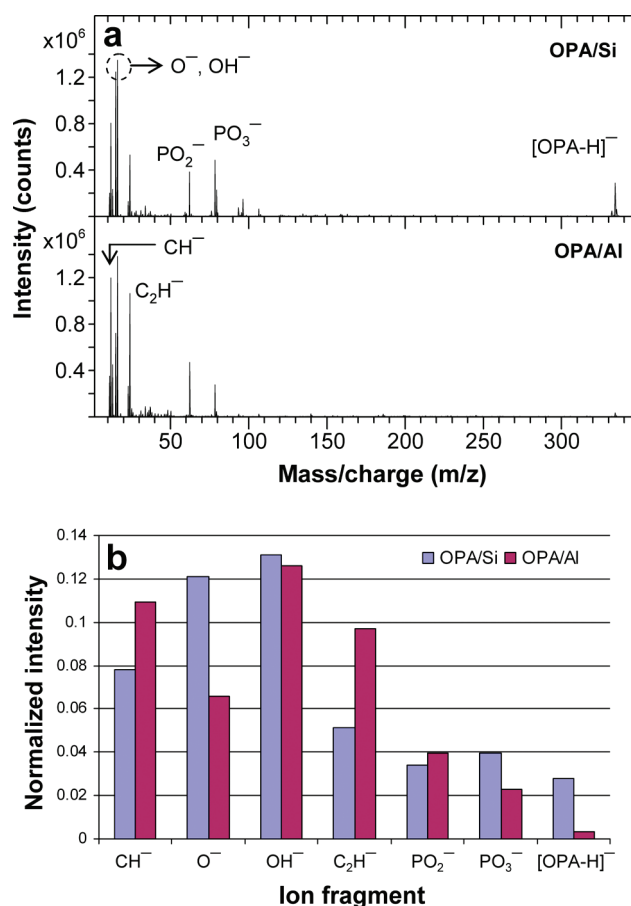 a
OPA/Si
x10⁶
1.2
0.8
0.4
O⁻, OH⁻
PO₂⁻
PO₃⁻
[OPA-H]⁻
Intensity (counts)
OPA/Al
x10⁶
1.2
0.8
0.4
CH⁻
C₂H⁻
50 100 150 200 250 300
Mass/charge (m/z)
b
OPA/Si OPA/Al
Normalized intensity
0.14
0.12
0.1
0.08
0.06
0.04
0.02
0
CH⁻ O⁻ OH⁻ C₂H⁻ PO₂⁻ PO₃⁻ [OPA-H]⁻
Ion fragment